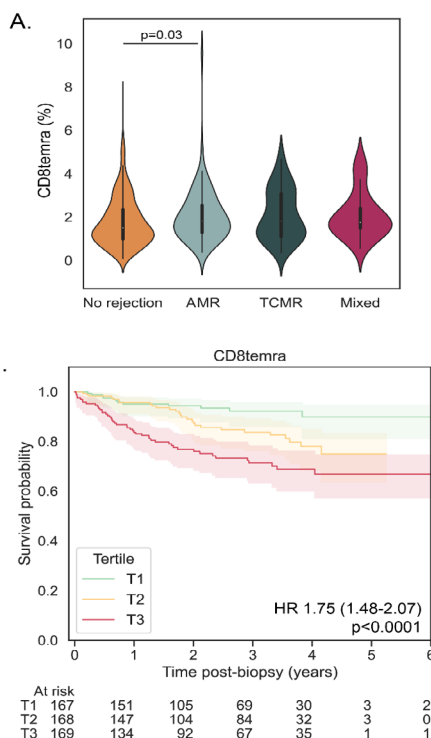 A.
p=0.03
10
8
6
4
2
0
CD8temra (%)
No rejection AMR TCMR Mixed
.
CD8temra
1.0
0.8
0.6
0.4
0.2
0.0
Survival probability
Tertile
T1
T2
T3
HR 1.75 (1.48-2.07)
p<0.0001
0 1 2 3 4 5 6
Time post-biopsy (years)
At risk
T1 167 151 105 69 30 3 2
T2 168 147 104 84 32 3 0
T3 169 134 92 67 35 1 1